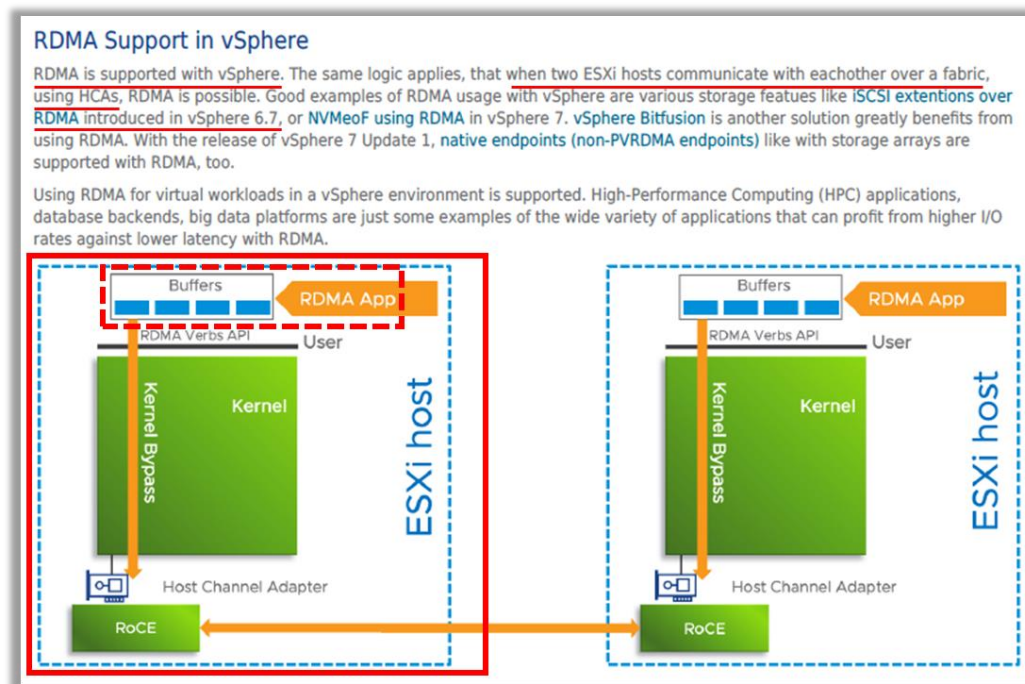 RDMA Support in vSphere
RDMA is supported with vSphere. The same logic applies, that when two ESXi hosts communicate with eachother over a fabric,
using HCAs, RDMA is possible. Good examples of RDMA usage with vSphere are various storage featues like iSCSI extentions over
RDMA introduced in vSphere 6.7, or NVMeoF using RDMA in vSphere 7. vSphere Bitfusion is another solution greatly benefits from
using RDMA. With the release of vSphere 7 Update 1, native endpoints (non-PVRDMA endpoints) like with storage arrays are
supported with RDMA, too.
Using RDMA for virtual workloads in a vSphere environment is supported. High-Performance Computing (HPC) applications,
database backends, big data platforms are just some examples of the wide variety of applications that can profit from higher I/O
rates against lower latency with RDMA.
Buffers
RDMA App
RDMA Verbs API
User
Kernel
Kernel Bypass
ESXi host
Host Channel Adapter
RoCE
Buffers
RDMA App
RDMA Verbs API
User
Kernel
Kernel Bypass
ESXi host
Host Channel Adapter
RoCE